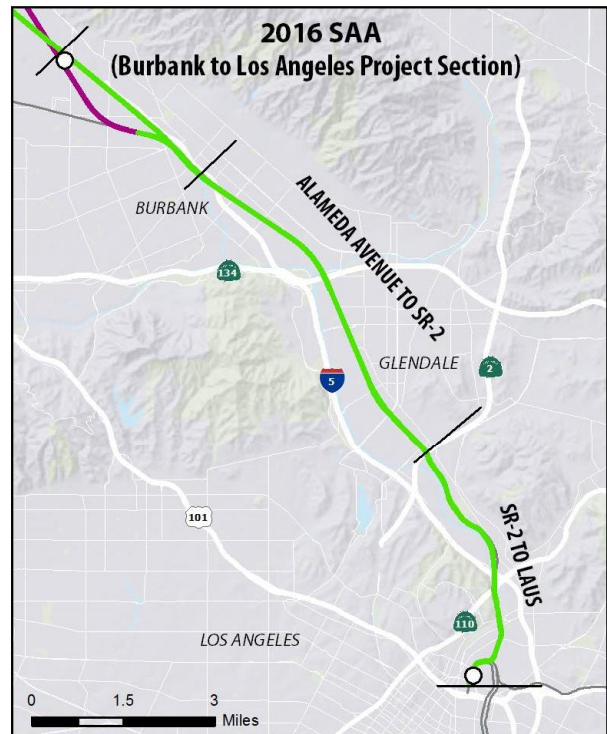 2016 SAA
(Burbank to Los Angeles Project Section)
BURBANK
ALAMEDA AVENUE TO SR-2
134
GLENDALE
5
2
101
SR-2 TO LAUS
110
LOS ANGELES
0 1.5 3
Miles